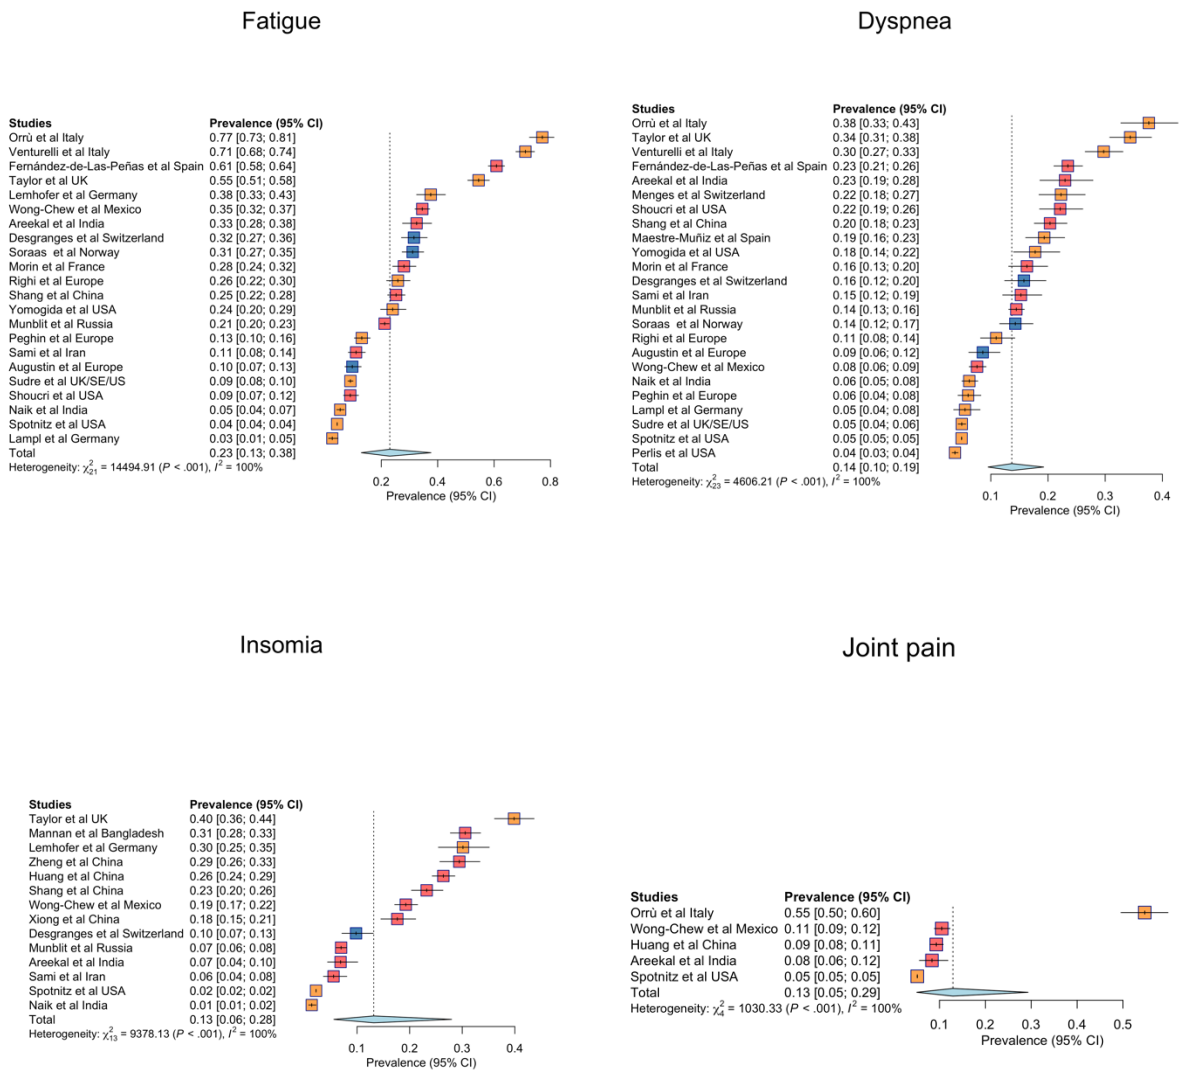 Fatigue
Studies Prevalence (95% CI)
Orrù et al Italy 0.77 [0.73; 0.81]
Venturelli et al Italy 0.71 [0.68; 0.74]
Fernández-de-Las-Peñas et al Spain 0.61 [0.58; 0.64]
Taylor et al UK 0.55 [0.51; 0.58]
Lemhofer et al Germany 0.38 [0.33; 0.43]
Wong-Chew et al Mexico 0.35 [0.32; 0.37]
Areekal et al India 0.33 [0.28; 0.38]
Desgranges et al Switzerland 0.32 [0.27; 0.36]
Soraas et al Norway 0.31 [0.27; 0.35]
Morin et al France 0.28 [0.24; 0.32]
Righi et al Europe 0.26 [0.22; 0.30]
Shang et al China 0.25 [0.22; 0.28]
Yomogida et al USA 0.24 [0.20; 0.29]
Munblit et al Russia 0.21 [0.20; 0.23]
Peghin et al Europe 0.13 [0.10; 0.16]
Sami et al Iran 0.11 [0.08; 0.14]
Augustin et al Europe 0.10 [0.07; 0.13]
Sudre et al UK/SE/US 0.09 [0.08; 0.10]
Shoucri et al USA 0.09 [0.07; 0.12]
Naik et al India 0.05 [0.04; 0.07]
Spotnitz et al USA 0.04 [0.04; 0.04]
Lampl et al Germany 0.03 [0.01; 0.05]
Total 0.23 [0.13; 0.38]
Heterogeneity: χ²₂₁ = 14494.91 (P < .001), I² = 100%
0.2 0.4 0.6 0.8
Prevalence (95% CI)
Dyspnea
Studies Prevalence (95% CI)
Orrù et al Italy 0.38 [0.33; 0.43]
Taylor et al UK 0.34 [0.31; 0.38]
Venturelli et al Italy 0.30 [0.27; 0.33]
Fernández-de-Las-Peñas et al Spain 0.23 [0.21; 0.26]
Areekal et al India 0.23 [0.19; 0.28]
Menges et al Switzerland 0.22 [0.18; 0.27]
Shoucri et al USA 0.22 [0.19; 0.26]
Shang et al China 0.20 [0.18; 0.23]
Maestre-Muñiz et al Spain 0.19 [0.16; 0.23]
Yomogida et al USA 0.18 [0.14; 0.22]
Morin et al France 0.16 [0.13; 0.20]
Desgranges et al Switzerland 0.16 [0.12; 0.20]
Sami et al Iran 0.15 [0.12; 0.19]
Munblit et al Russia 0.14 [0.13; 0.16]
Soraas et al Norway 0.14 [0.12; 0.17]
Righi et al Europe 0.11 [0.08; 0.14]
Augustin et al Europe 0.09 [0.06; 0.12]
Wong-Chew et al Mexico 0.08 [0.06; 0.09]
Naik et al India 0.06 [0.05; 0.08]
Peghin et al Europe 0.06 [0.04; 0.08]
Lampl et al Germany 0.05 [0.04; 0.08]
Sudre et al UK/SE/US 0.05 [0.04; 0.06]
Spotnitz et al USA 0.05 [0.05; 0.05]
Perlis et al USA 0.04 [0.03; 0.04]
Total 0.14 [0.10; 0.19]
Heterogeneity: χ²₂₃ = 4606.21 (P < .001), I² = 100%
0.1 0.2 0.3 0.4
Prevalence (95% CI)
Insomia
Studies Prevalence (95% CI)
Taylor et al UK 0.40 [0.36; 0.44]
Mannan et al Bangladesh 0.31 [0.28; 0.33]
Lemhofer et al Germany 0.30 [0.25; 0.35]
Zheng et al China 0.29 [0.26; 0.33]
Huang et al China 0.26 [0.24; 0.29]
Shang et al China 0.23 [0.20; 0.26]
Wong-Chew et al Mexico 0.19 [0.17; 0.22]
Xiong et al China 0.18 [0.15; 0.21]
Desgranges et al Switzerland 0.10 [0.07; 0.13]
Munblit et al Russia 0.07 [0.06; 0.08]
Areekal et al India 0.07 [0.04; 0.10]
Sami et al Iran 0.06 [0.04; 0.08]
Spotnitz et al USA 0.02 [0.02; 0.02]
Naik et al India 0.01 [0.01; 0.02]
Total 0.13 [0.06; 0.28]
Heterogeneity: χ²₁₃ = 9378.13 (P < .001), I² = 100%
0.1 0.2 0.3 0.4
Prevalence (95% CI)
Joint pain
Studies Prevalence (95% CI)
Orrù et al Italy 0.55 [0.50; 0.60]
Wong-Chew et al Mexico 0.11 [0.09; 0.12]
Huang et al China 0.09 [0.08; 0.11]
Areekal et al India 0.08 [0.06; 0.12]
Spotnitz et al USA 0.05 [0.05; 0.05]
Total 0.13 [0.05; 0.29]
Heterogeneity: χ²₄ = 1030.33 (P < .001), I² = 100%
0.1 0.2 0.3 0.4 0.5
Prevalence (95% CI)